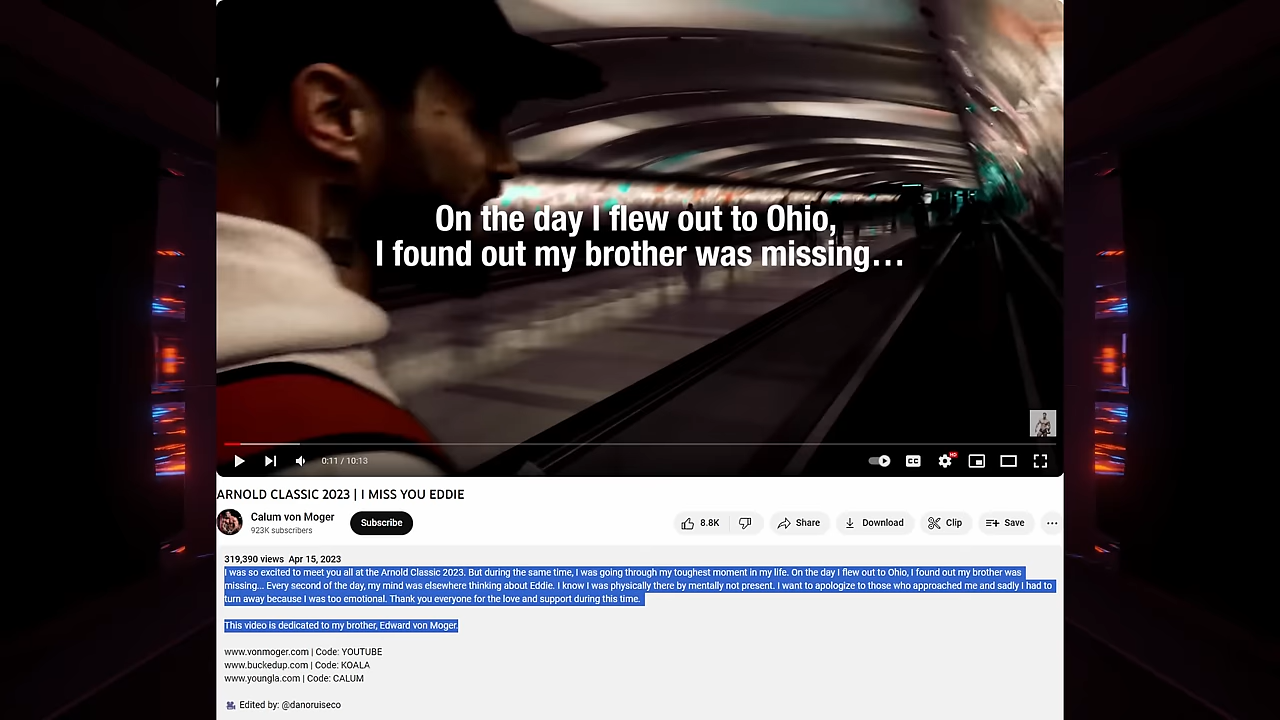 On the day I flew out to Ohio,
I found out my brother was missing…
0:11 / 10:13
CC
HD
ARNOLD CLASSIC 2023 | I MISS YOU EDDIE
Calum von Moger
923K subscribers
Subscribe
8.8K
Share
Download
Clip
Save
319,390 views Apr 15, 2023
I was so excited to meet you all at the Arnold Classic 2023. But during the same time, I was going through my toughest moment in my life. On the day I flew out to Ohio, I found out my brother was
missing... Every second of the day, my mind was elsewhere thinking about Eddie. I know I was physically there by mentally not present. I want to apologize to those who approached me and sadly I had to
turn away because I was too emotional. Thank you everyone for the love and support during this time.
This video is dedicated to my brother, Edward von Moger.
www.vonmoger.com | Code: YOUTUBE
www.buckedup.com | Code: KOALA
www.youngla.com | Code: CALUM
Edited by: @danoruiseco